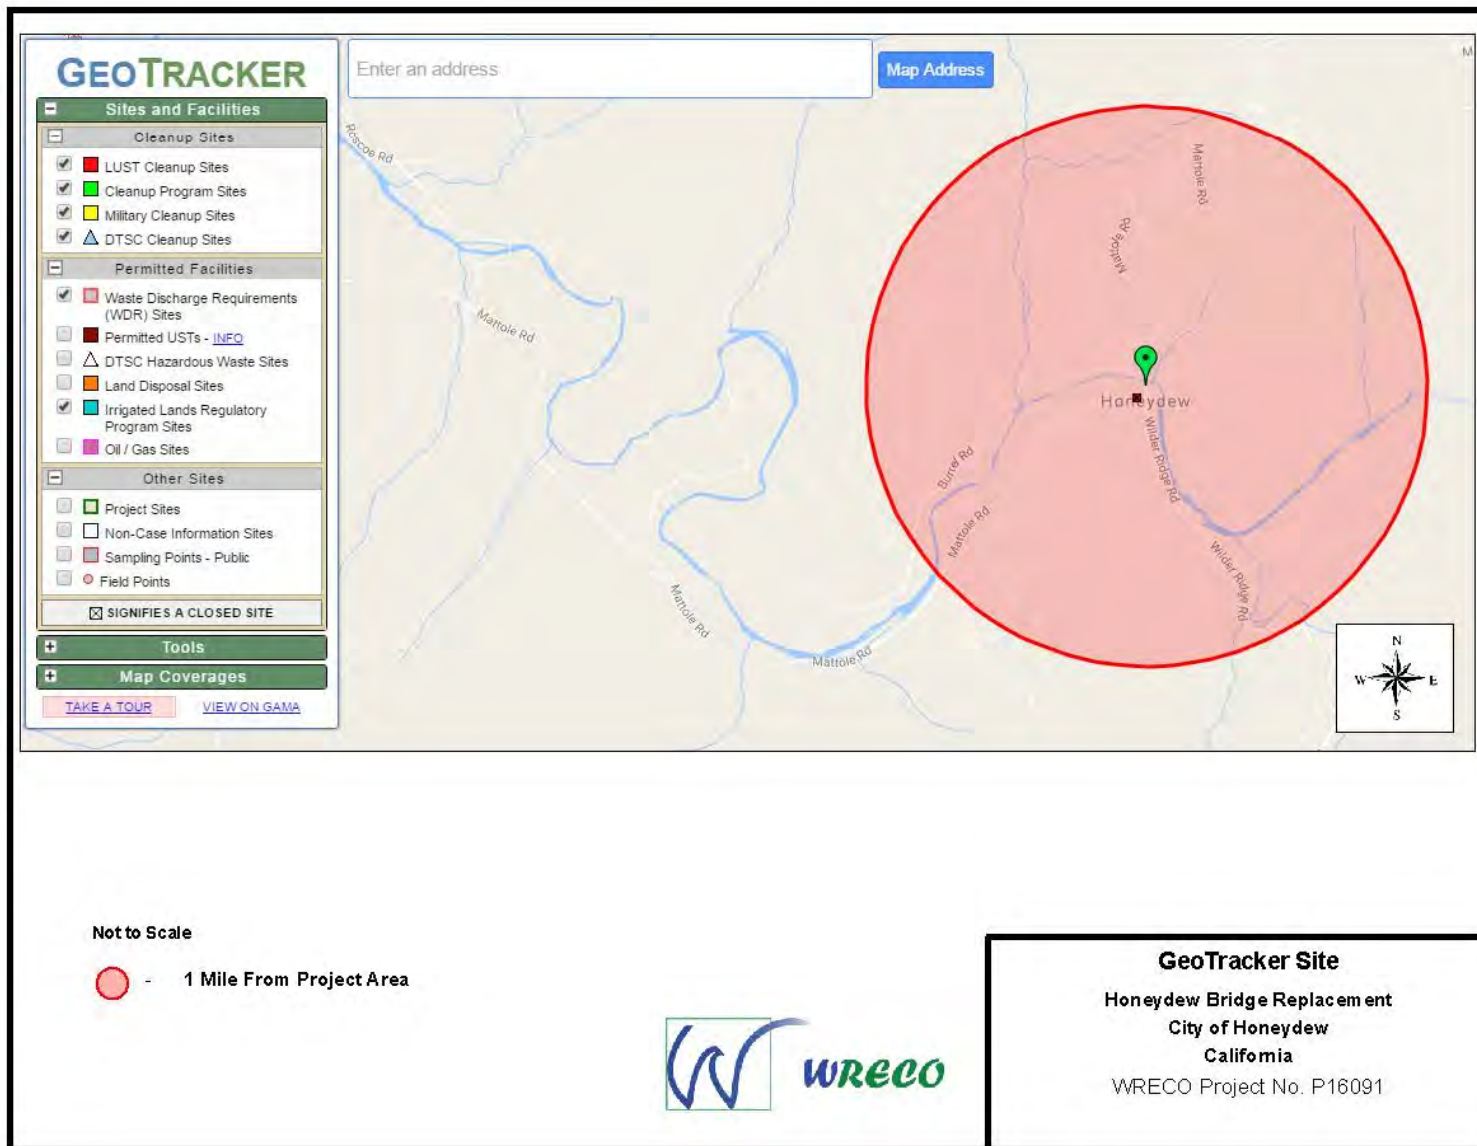 GEOTRACKER
Sites and Facilities
Cleanup Sites
LUST Cleanup Sites
Cleanup Program Sites
Military Cleanup Sites
DTSC Cleanup Sites
Permitted Facilities
Waste Discharge Requirements
(WDR) Sites
Permitted USTs - INFO
DTSC Hazardous Waste Sites
Land Disposal Sites
Irrigated Lands Regulatory
Program Sites
Oil / Gas Sites
Other Sites
Project Sites
Non-Case Information Sites
Sampling Points - Public
Field Points
SIGNIFIES A CLOSED SITE
Tools
Map Coverages
TAKE A TOUR VIEW ON GAMA
Enter an address
Map Address
M
Roscoe Rd
Mattole Rd
Mattole Rd
Mattole Rd
Mattole Rd
Mattole Rd
Honeydew
Burrel Rd
Mattole Rd
Wilder Ridge Rd
Wilder Ridge Rd
N
W E
S
Not to Scale
- 1 Mile From Project Area
WRECO
GeoTracker Site
Honeydew Bridge Replacement
City of Honeydew
California
WRECO Project No. P16091